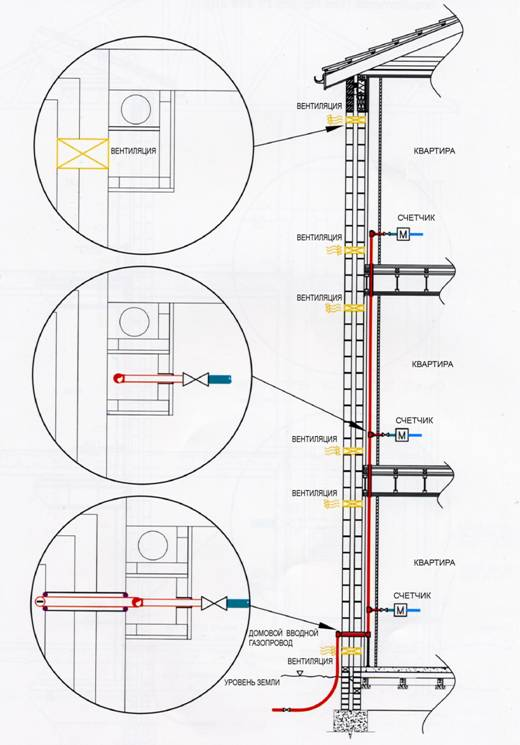 ВЕНТИЛЯЦИЯ
ВЕНТИЛЯЦИЯ
КВАРТИРА
СЧЕТЧИК
М
ВЕНТИЛЯЦИЯ
ВЕНТИЛЯЦИЯ
КВАРТИРА
СЧЕТЧИК
М
ВЕНТИЛЯЦИЯ
ВЕНТИЛЯЦИЯ
КВАРТИРА
СЧЕТЧИК
М
ДОМОВОЙ ВВОДНОЙ
ГАЗОПРОВОД
ВЕНТИЛЯЦИЯ
УРОВЕНЬ ЗЕМЛИ